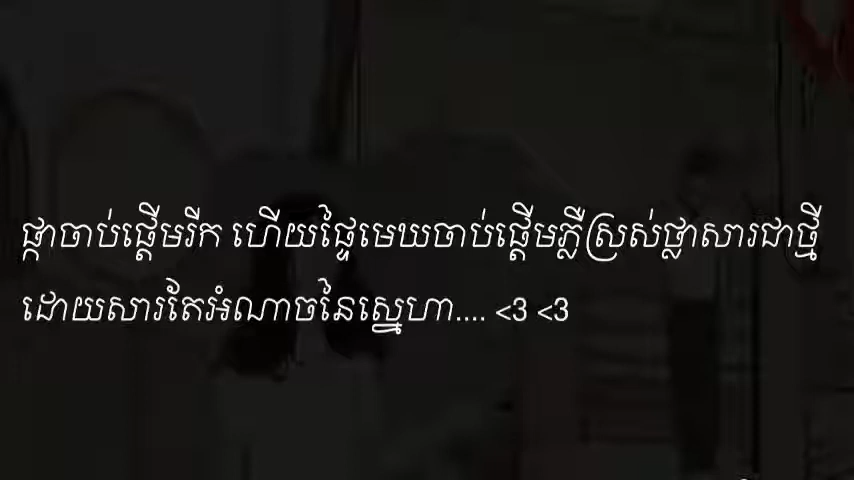 ផ្កាចាប់ផ្តើមរីក ហើយផ្ទៃមេឃចាប់ផ្តើមភ្លឺស្រស់ថ្លាសារជាថ្មី
ដោយសារតែអំណាចនៃស្នេហា.... <3 <3